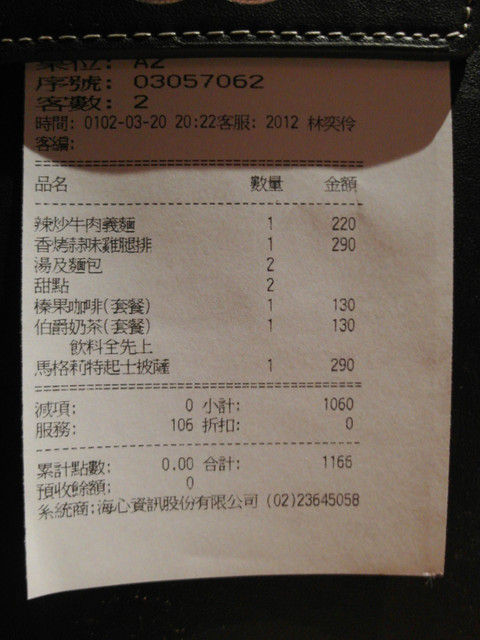 桌位: A2
序號: 03057062
客數: 2
時間: 0102-03-20 20:22客服: 2012 林奕伶
客編:
品名 數量 金額
辣炒牛肉義麵 1 220
香烤蒜味雞腿排 1 290
湯及麵包 2
甜點 2
榛果咖啡(套餐) 1 130
伯爵奶茶(套餐) 1 130
飲料全先上
馬格莉特起士披薩 1 290
減項: 0 小計: 1060
服務: 106 折扣: 0
累計點數: 0.00 合計: 1166
預收餘額: 0
系統商:海心資訊股份有限公司 (02)23645058